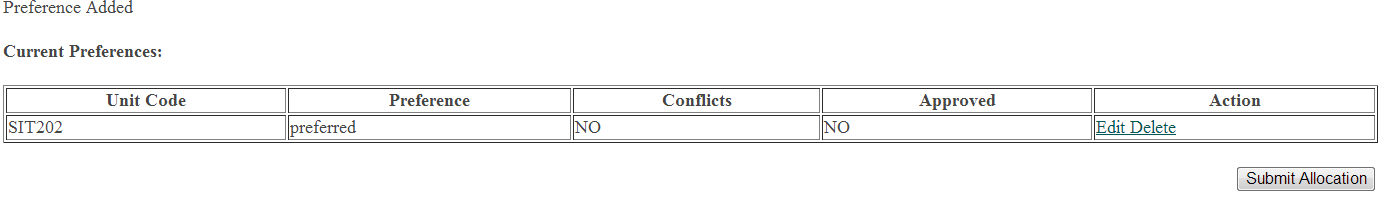 Preference Added
Current Preferences:
Unit Code Preference Conflicts Approved Action
SIT202 preferred NO NO Edit Delete
Submit Allocation